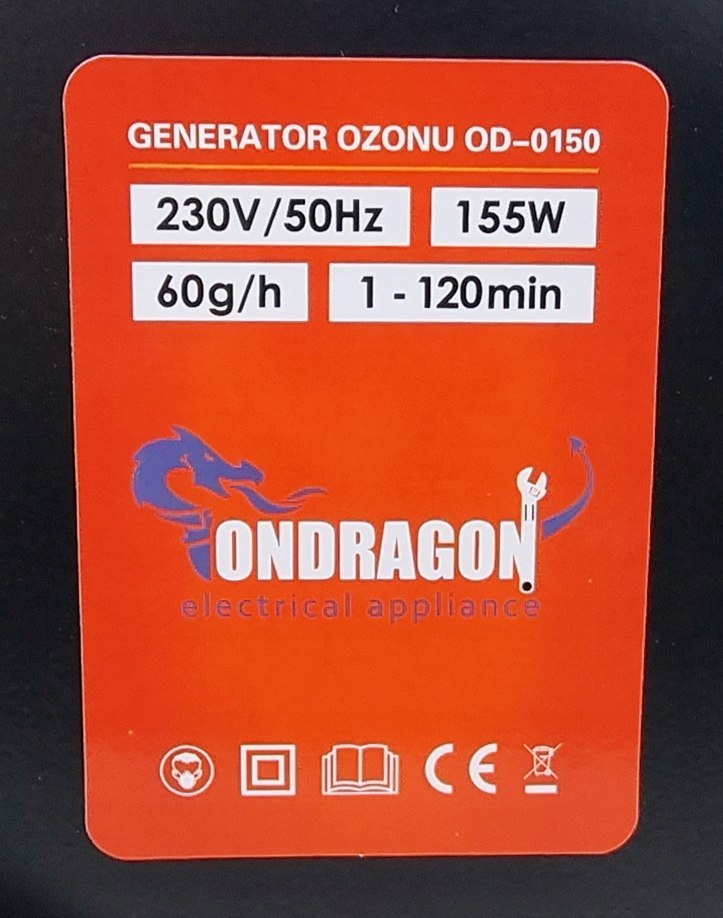 GENERATOR OZONU OD-0150
230V/50Hz 155W
60g/h 1 - 120min
ONDRAGON
electrical appliance
CE